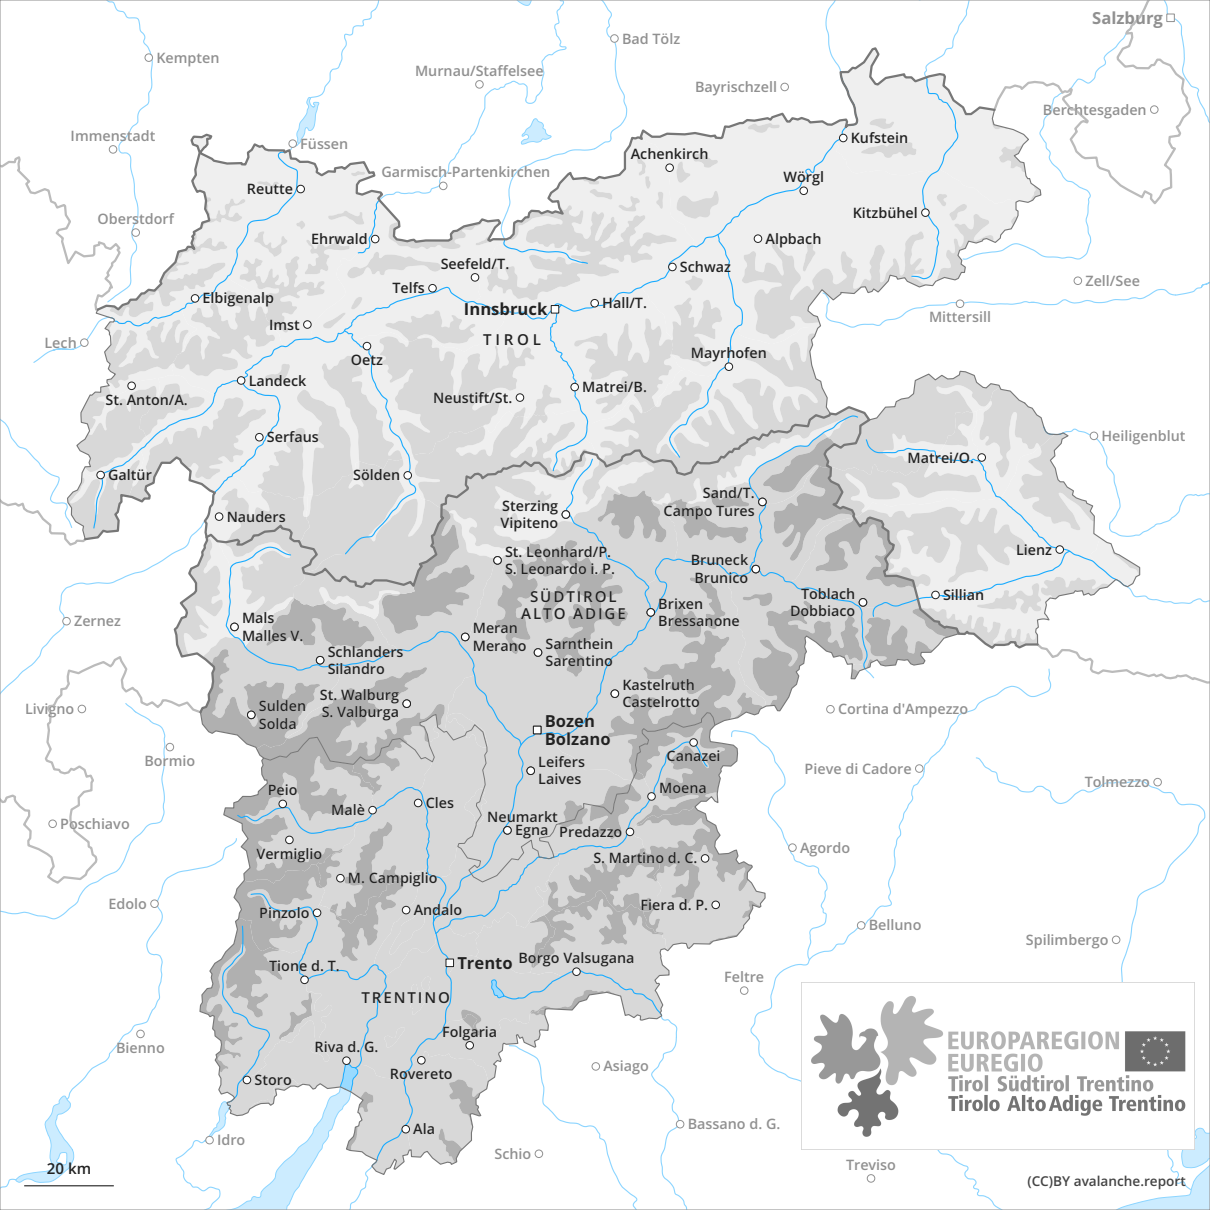 Salzburg
Bad Tölz
Kempten
Murnau/Staffelsee
Bayrischzell
Berchtesgaden
Immenstadt
Füssen
Kufstein
Achenkirch
Garmisch-Partenkirchen
Wörgl
Reutte
Oberstdorf
Kitzbühel
Ehrwald
Alpbach
Seefeld/T.
Schwaz
Zell/See
Telfs
Elbigenalp
Hall/T.
Innsbruck
Mittersill
Imst
TIROL
Lech
Oetz
Mayrhofen
Landeck
Matrei/B.
St. Anton/A.
Neustift/St.
Serfaus
Heiligenblut
Matrei/O.
Galtür
Sölden
Sand/T.
Campo Tures
Sterzing
Vipiteno
Nauders
Lienz
St. Leonhard/P.
S. Leonardo i. P.
Bruneck
Brunico
SÜDTIROL
ALTO ADIGE
Toblach
Dobbiaco
Sillian
Brixen
Bressanone
Zernez
Mals
Malles V.
Meran
Merano
Sarnthein
Sarentino
Schlanders
Silandro
Kastelruth
Castelrotto
St. Walburg
S. Valburga
Sulden
Solda
Livigno
Cortina d'Ampezzo
Bozen
Bolzano
Canazei
Bormio
Leifers
Laives
Pieve di Cadore
Tolmezzo
Moena
Peio
Malè
Cles
Neumarkt
Egna
Predazzo
Poschiavo
Agordo
Vermiglio
S. Martino d. C.
M. Campiglio
Edolo
Pinzolo
Andalo
Fiera d. P.
Belluno
Spilimbergo
Trento
Borgo Valsugana
Tione d. T.
Feltre
TRENTINO
Folgaria
Bienno
Riva d. G.
Rovereto
Asiago
Storo
EUROPAREGION
EUREGIO
Tirol Südtirol Trentino
Tirolo Alto Adige Trentino
Ala
Bassano d. G.
Idro
Schio
Treviso
20 km
(CC)BY avalanche.report